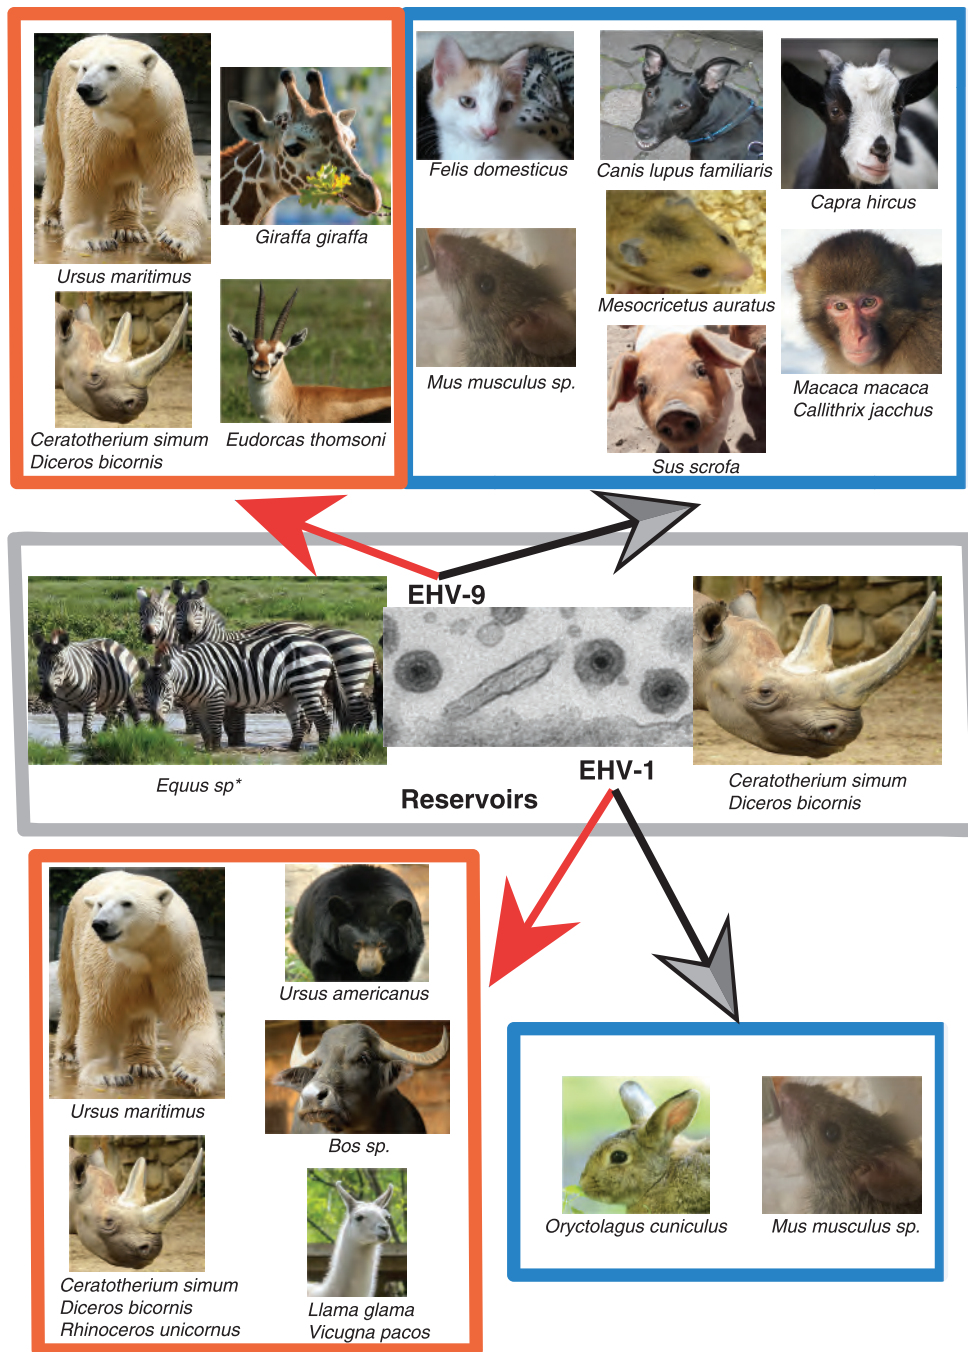 Ursus maritimus
Giraffa giraffa
Ceratotherium simum
Diceros bicornis
Eudorcas thomsoni
Felis domesticus
Canis lupus familiaris
Capra hircus
Mus musculus sp.
Mesocricetus auratus
Macaca macaca
Callithrix jacchus
Sus scrofa
EHV-9
Equus sp*
EHV-1
Reservoirs
Ceratotherium simum
Diceros bicornis
Ursus maritimus
Ursus americanus
Bos sp.
Ceratotherium simum
Diceros bicornis
Rhinoceros unicornus
Llama glama
Vicugna pacos
Oryctolagus cuniculus
Mus musculus sp.